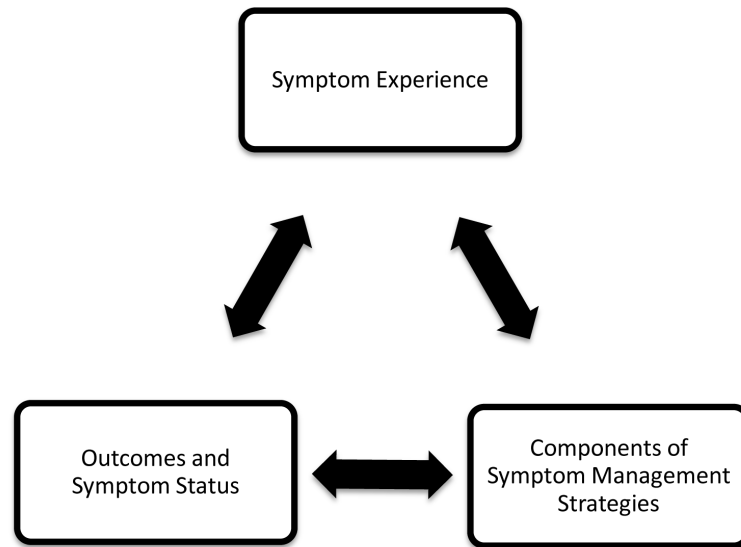 Symptom Experience
Outcomes and
Symptom Status
Components of
Symptom Management
Strategies